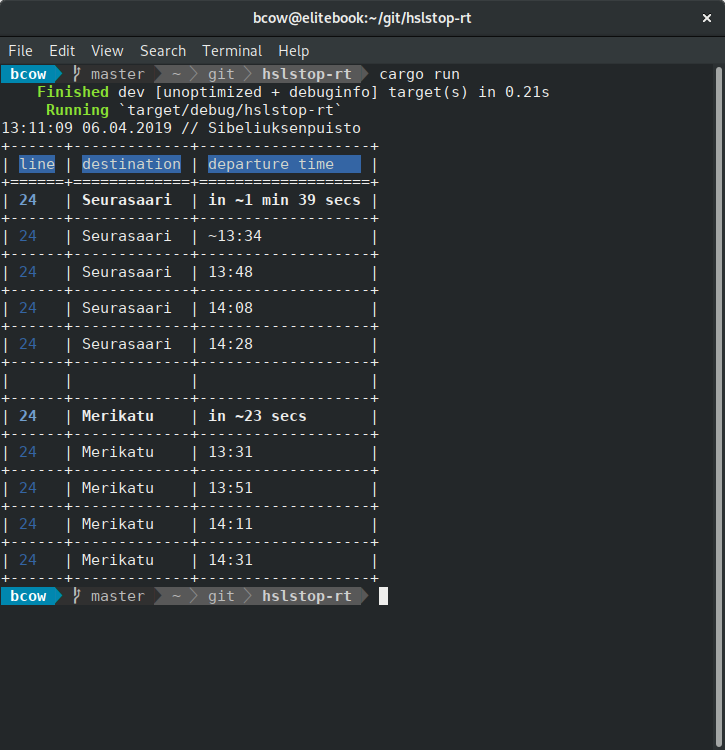 bcow@elitebook:~/git/hslstop-rt ×
File Edit View Search Terminal Help
bcow master ~ git hslstop-rt cargo run
Finished dev [unoptimized + debuginfo] target(s) in 0.21s
Running `target/debug/hslstop-rt`
13:11:09 06.04.2019 // Sibeliuksenpuisto
+------+-------------+-------------------+
| line | destination | departure time    |
+======+=============+===================+
| 24   | Seurasaari  | in ~1 min 39 secs |
+------+-------------+-------------------+
| 24   | Seurasaari  | ~13:34            |
+------+-------------+-------------------+
| 24   | Seurasaari  | 13:48             |
+------+-------------+-------------------+
| 24   | Seurasaari  | 14:08             |
+------+-------------+-------------------+
| 24   | Seurasaari  | 14:28             |
+------+-------------+-------------------+
|      |             |                   |
+------+-------------+-------------------+
| 24   | Merikatu    | in ~23 secs       |
+------+-------------+-------------------+
| 24   | Merikatu    | 13:31             |
+------+-------------+-------------------+
| 24   | Merikatu    | 13:51             |
+------+-------------+-------------------+
| 24   | Merikatu    | 14:11             |
+------+-------------+-------------------+
| 24   | Merikatu    | 14:31             |
+------+-------------+-------------------+
bcow master ~ git hslstop-rt